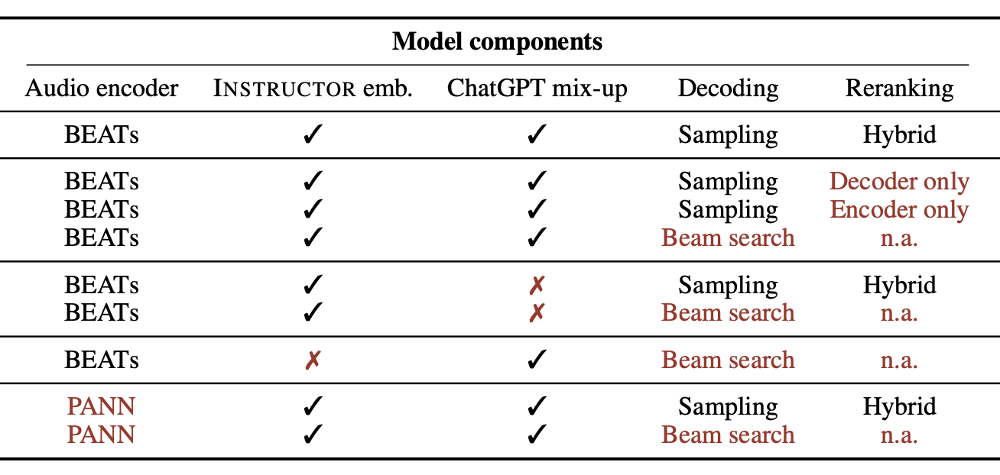 Model components
Audio encoder INSTRUCTOR emb. ChatGPT mix-up Decoding Reranking
BEATs ✓ ✓ Sampling Hybrid
BEATs ✓ ✓ Sampling Decoder only
BEATs ✓ ✓ Sampling Encoder only
BEATs ✓ ✓ Beam search n.a.
BEATs ✓ ✗ Sampling Hybrid
BEATs ✓ ✗ Beam search n.a.
BEATs ✗ ✓ Beam search n.a.
PANN ✓ ✓ Sampling Hybrid
PANN ✓ ✓ Beam search n.a.